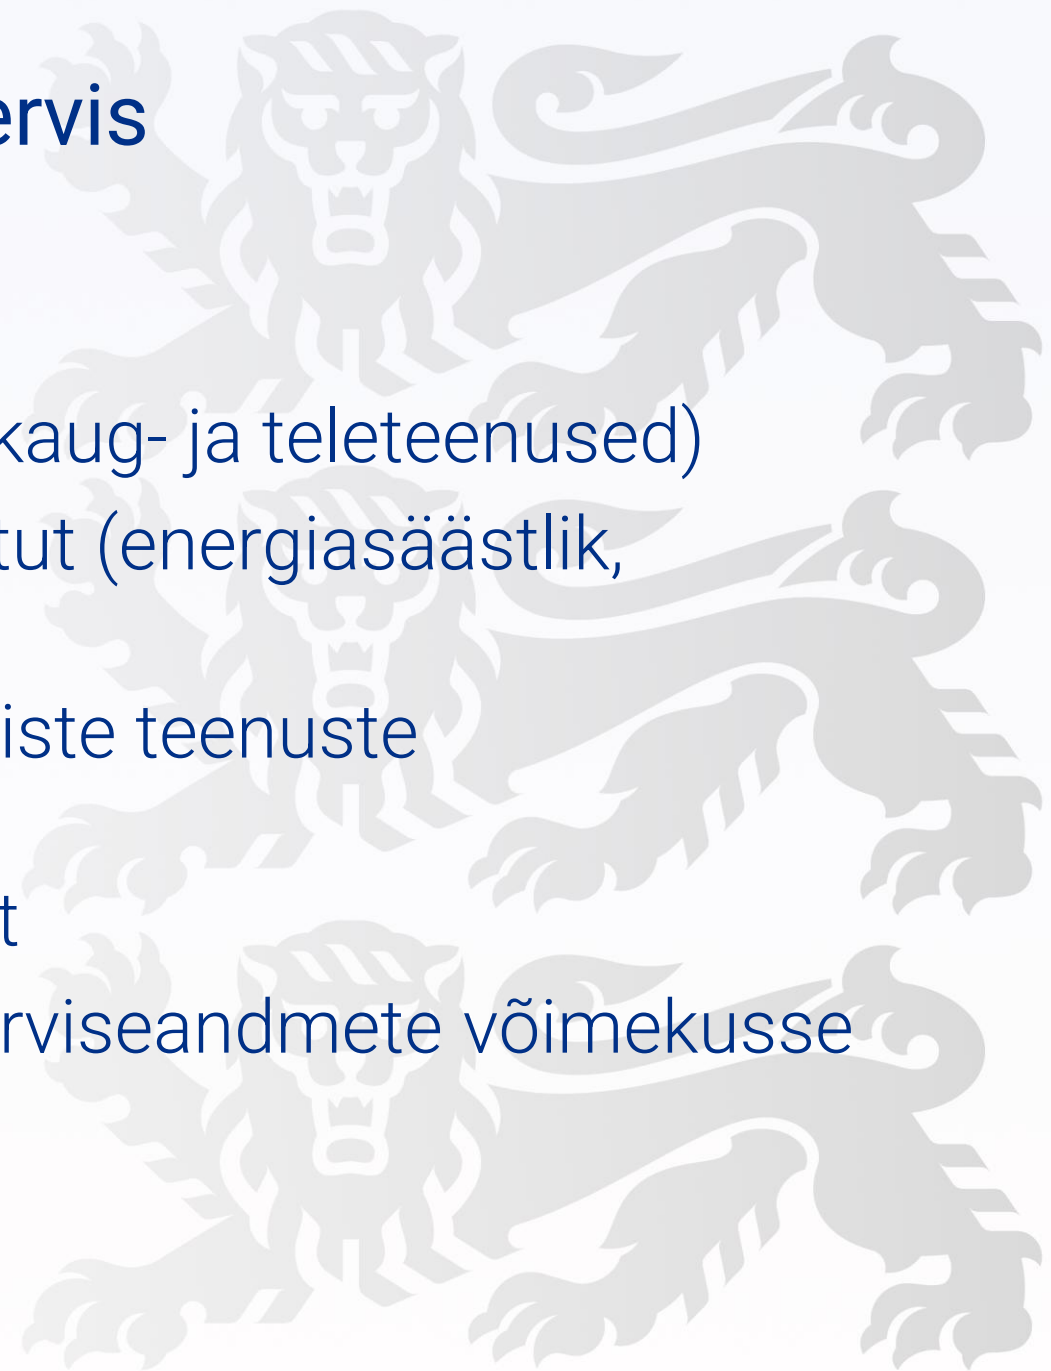 ervis
kaug- ja teleteenused)
tut (energiasäästlik,
iste teenuste
t
rviseandmete võimekusse